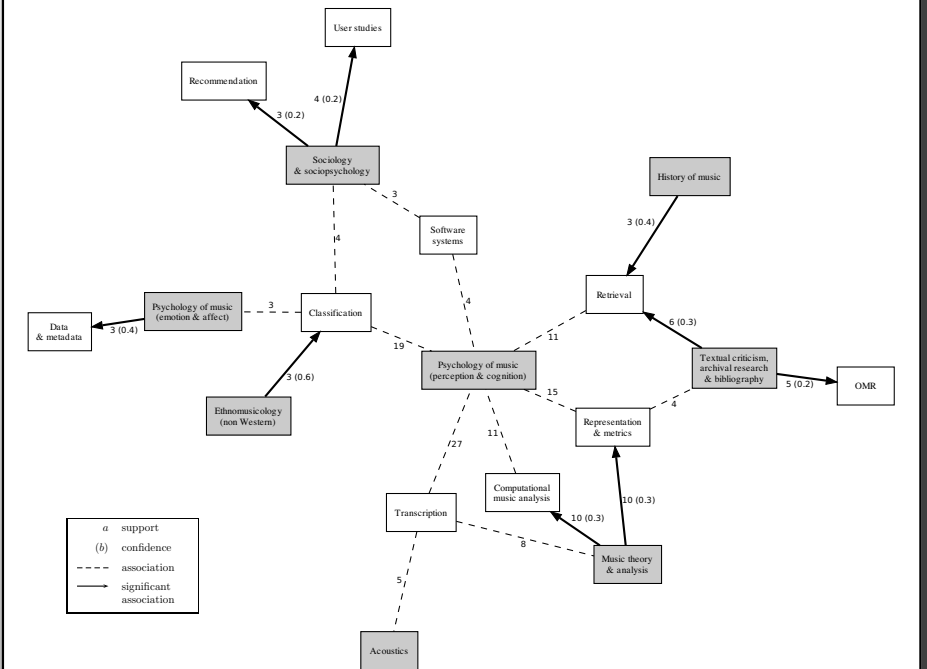 User studies
Recommendation
4 (0.2)
3 (0.2)
Sociology
& sociopsychology
History of music
3
Software
systems
3 (0.4)
4
Retrieval
Psychology of music
(emotion & affect)
3
Classification
4
Data
& metadata
3 (0.4)
6 (0.3)
11
19
Psychology of music
(perception & cognition)
Textual criticism,
archival research
& bibliography
3 (0.6)
5 (0.2)
OMR
15
4
Ethnomusicology
(non Western)
Representation
& metrics
11
27
Computational
music analysis
10 (0.3)
Transcription
10 (0.3)
8
Music theory
& analysis
a support
(b) confidence
association
significant
association
5
Acoustics